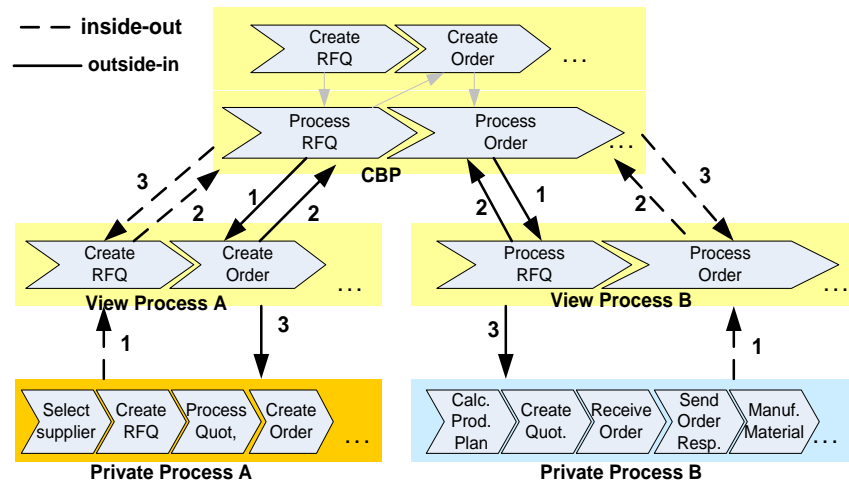 inside-out
outside-in
Create
RFQ
Create
Order
...
Process
RFQ
Process
Order
...
CBP
3
2
1
2
2
1
2
3
Create
RFQ
Create
Order
...
View Process A
Process
RFQ
Process
Order
...
View Process B
1
3
3
1
Select
supplier
Create
RFQ
Process
Quot,
Create
Order
...
Private Process A
Calc.
Prod.
Plan
Create
Quot.
Receive
Order
Send
Order
Resp.
Manuf.
Material
...
Private Process B